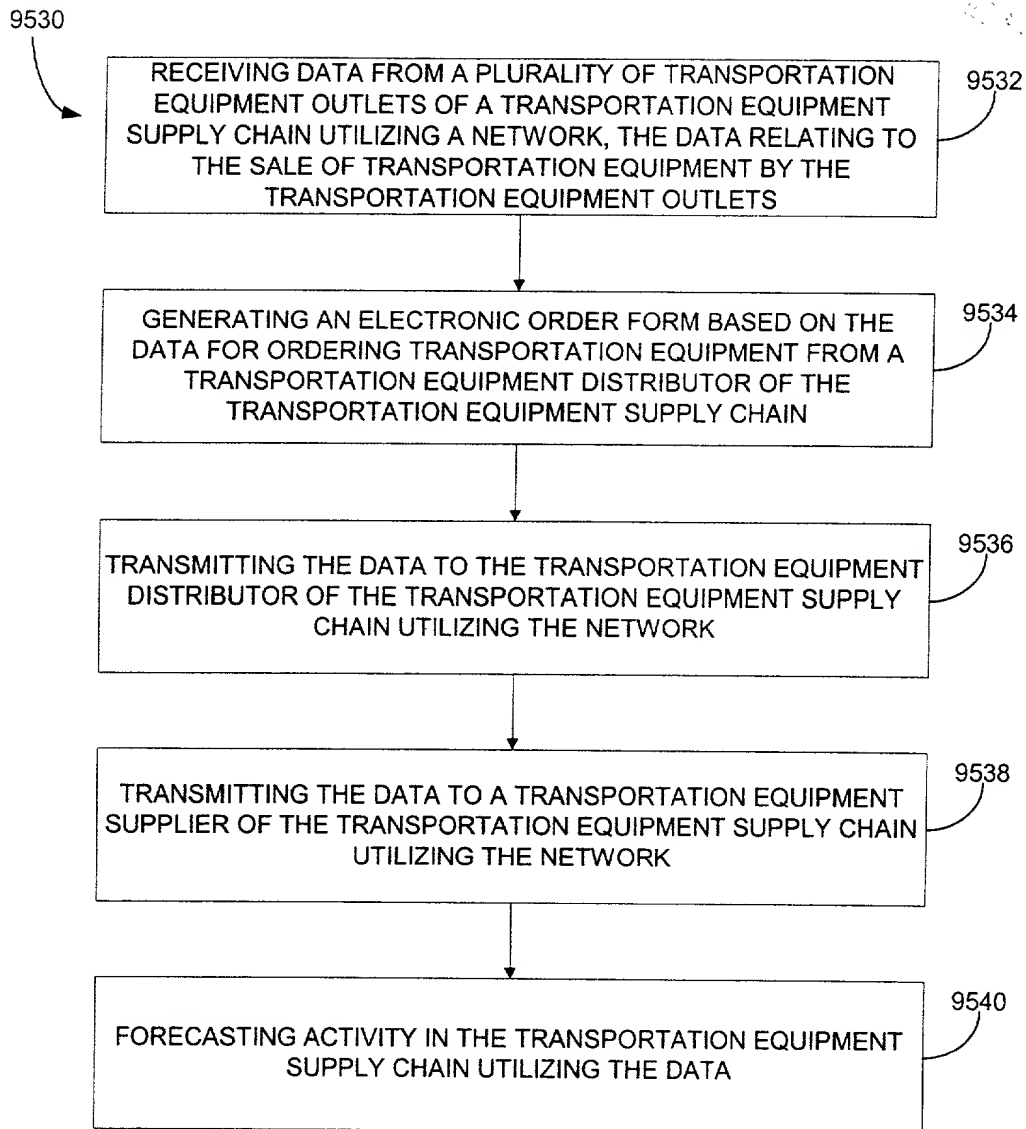 9530
RECEIVING DATA FROM A PLURALITY OF TRANSPORTATION
EQUIPMENT OUTLETS OF A TRANSPORTATION EQUIPMENT
SUPPLY CHAIN UTILIZING A NETWORK, THE DATA RELATING TO
THE SALE OF TRANSPORTATION EQUIPMENT BY THE
TRANSPORTATION EQUIPMENT OUTLETS
9532
GENERATING AN ELECTRONIC ORDER FORM BASED ON THE
DATA FOR ORDERING TRANSPORTATION EQUIPMENT FROM A
TRANSPORTATION EQUIPMENT DISTRIBUTOR OF THE
TRANSPORTATION EQUIPMENT SUPPLY CHAIN
9534
TRANSMITTING THE DATA TO THE TRANSPORTATION EQUIPMENT
DISTRIBUTOR OF THE TRANSPORTATION EQUIPMENT SUPPLY
CHAIN UTILIZING THE NETWORK
9536
TRANSMITTING THE DATA TO A TRANSPORTATION EQUIPMENT
SUPPLIER OF THE TRANSPORTATION EQUIPMENT SUPPLY CHAIN
UTILIZING THE NETWORK
9538
FORECASTING ACTIVITY IN THE TRANSPORTATION EQUIPMENT
SUPPLY CHAIN UTILIZING THE DATA
9540